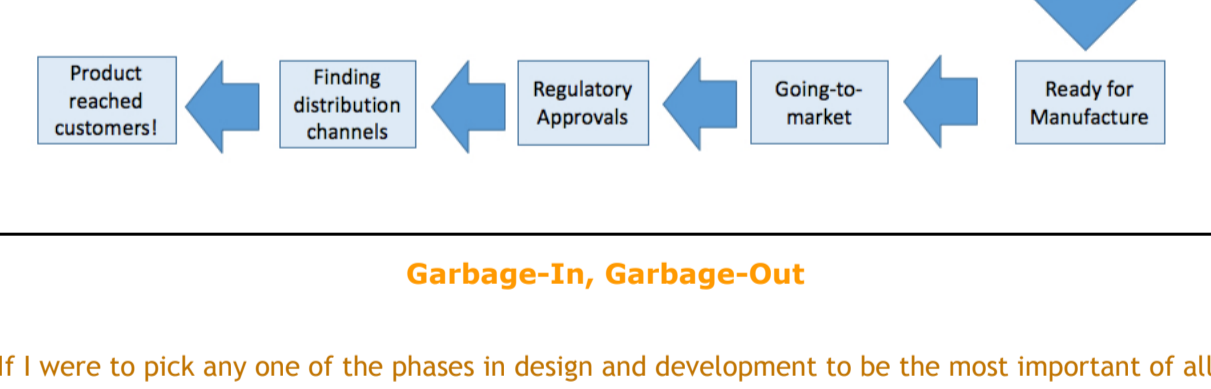 Product
reached
customers!
Finding
distribution
channels
Regulatory
Approvals
Going-to-
market
Ready for
Manufacture
Garbage-In, Garbage-Out
If I were to pick any one of the phases in design and development to be the most important of all